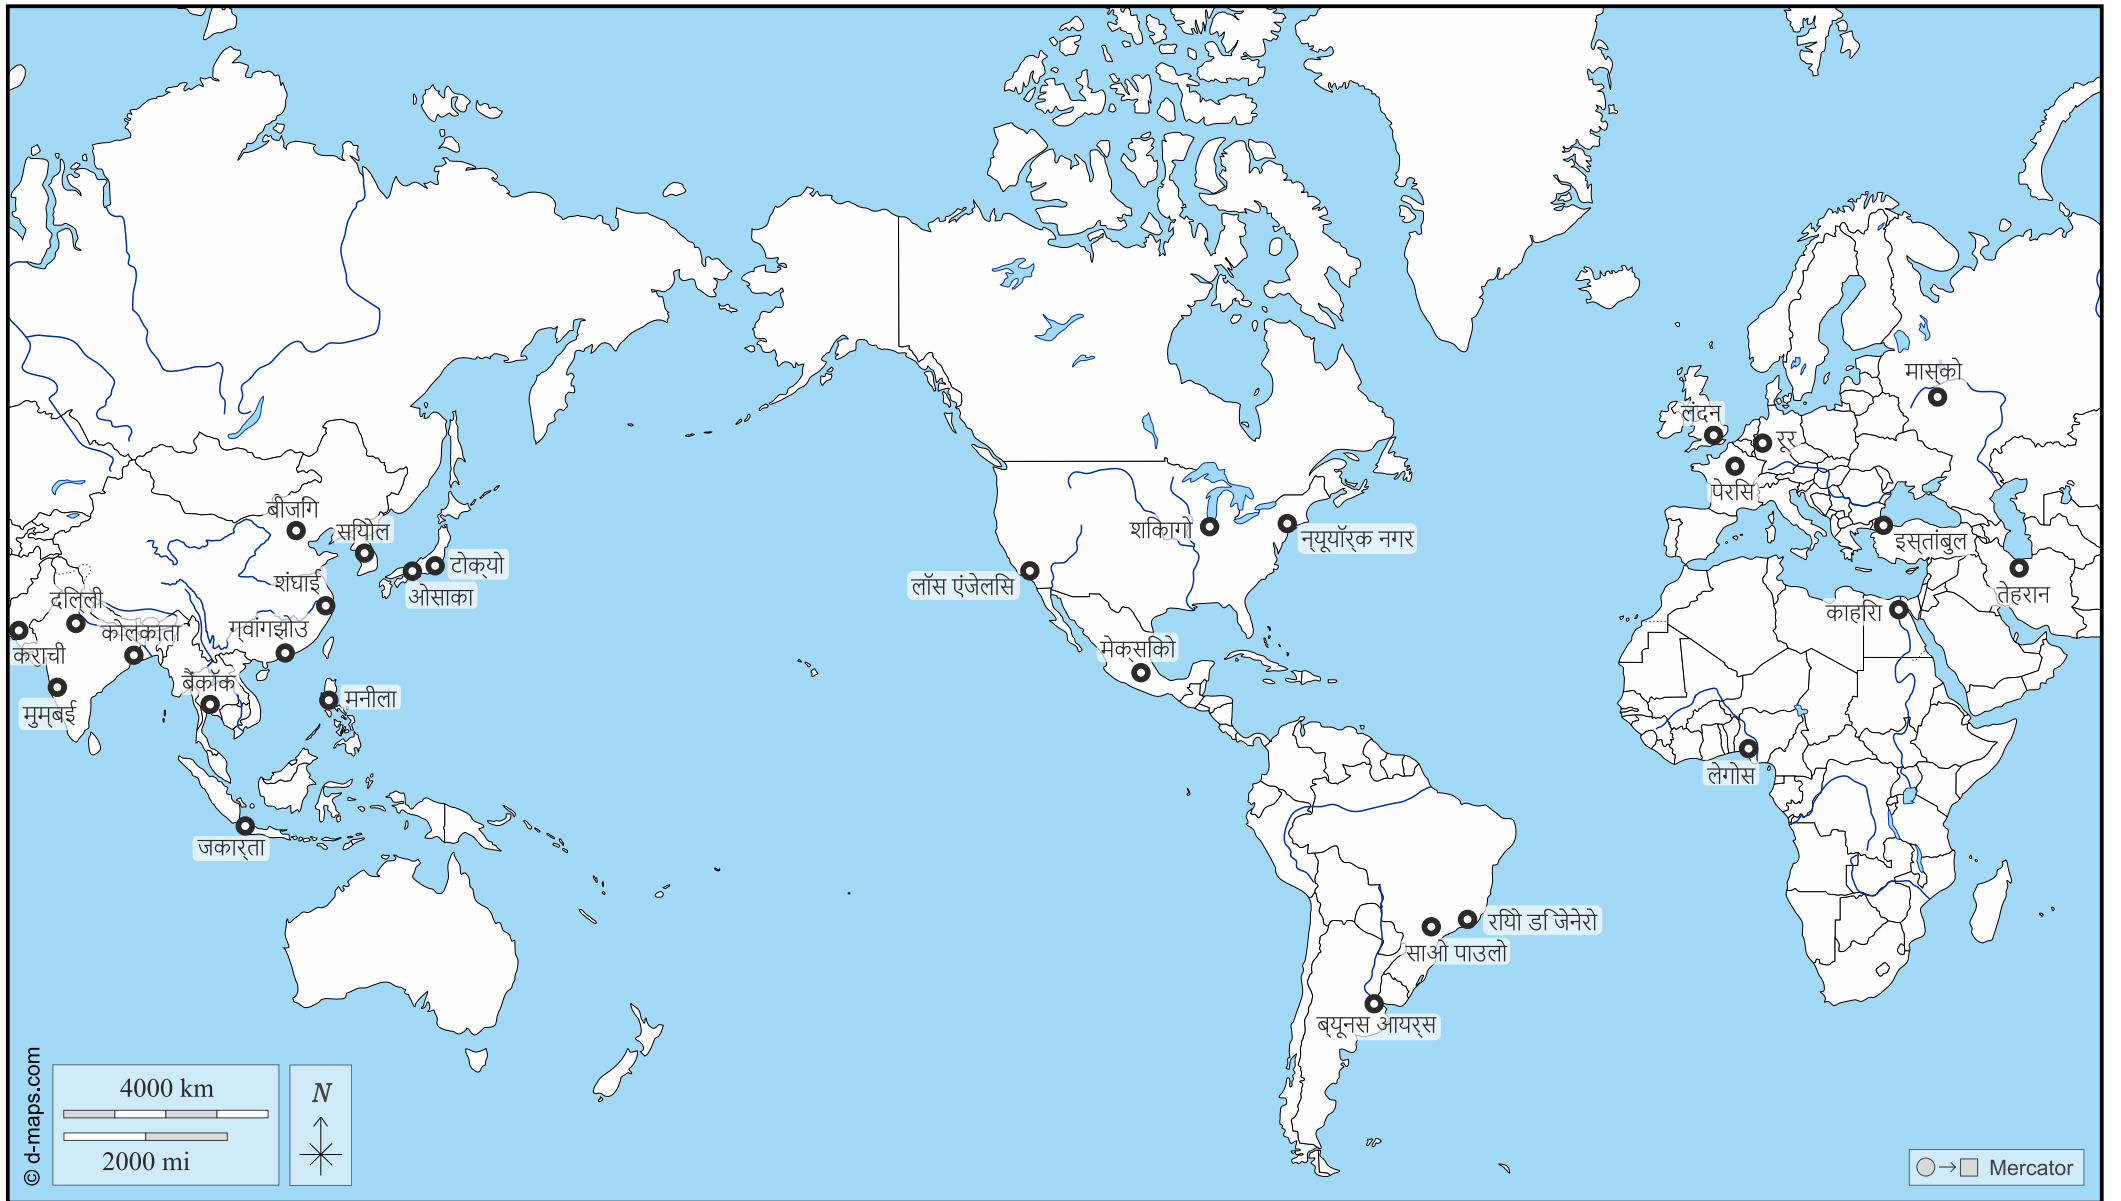 मास्को
लंदन
रूर
पेरिस
बीजिंग
सियोल
शिकागो
न्यूयॉर्क नगर
इस्तांबुल
टोक्यो
ओसाका
शंघाई
लॉस एंजेलिस
तेहरान
दिल्ली
काहिरा
कोलकाता
ग्वांगझोउ
कराची
मेक्सिको
बैंकॉक
मनीला
मुम्बई
लेगोस
जकार्ता
रियो डि जेनेरो
साओ पाउलो
ब्यूनस आयर्स
© d-maps.com
4000 km
2000 mi
N
Mercator